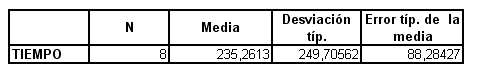 N Media Desviación típ. Error típ. de la media
TIEMPO 8 235,2613 249,70562 88,28427